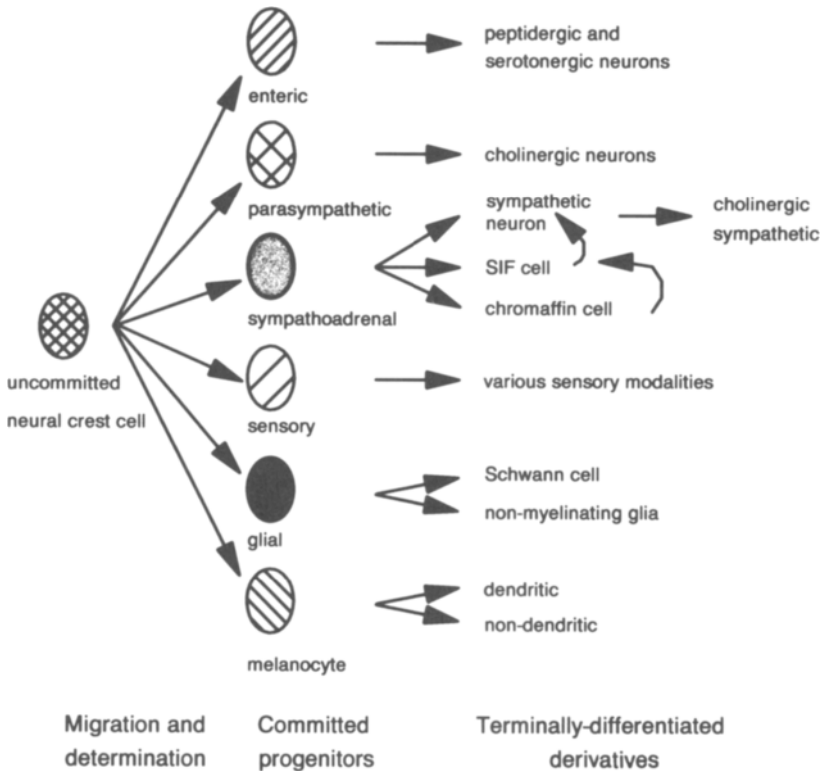 peptidergic and
serotonergic neurons
enteric
cholinergic neurons
parasympathetic
sympathetic
neuron
cholinergic
sympathetic
SIF cell
sympathoadrenal
chromaffin cell
uncommitted
neural crest cell
various sensory modalities
sensory
Schwann cell
non-myelinating glia
glial
dendritic
non-dendritic
melanocyte
Migration and
determination
Committed
progenitors
Terminally-differentiated
derivatives